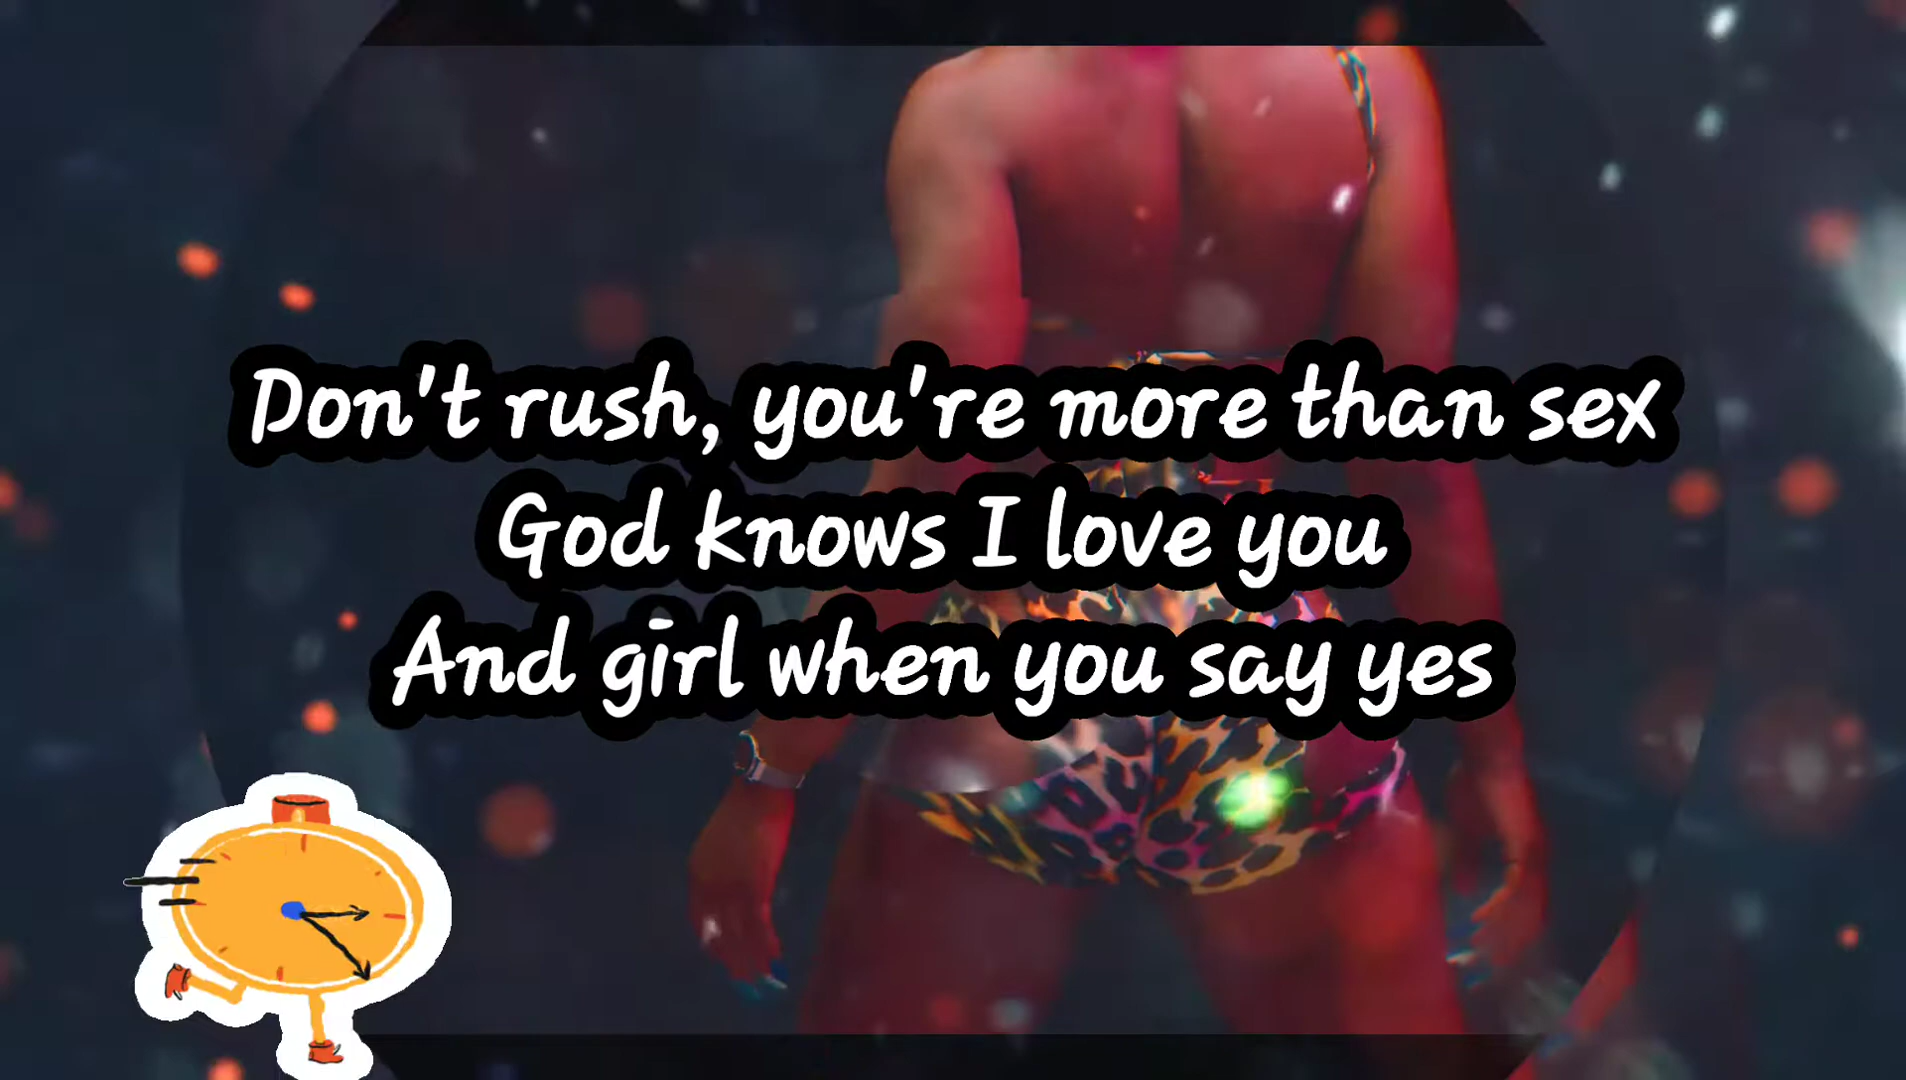 Don't rush, you're more than sex
God knows I love you
And girl when you say yes